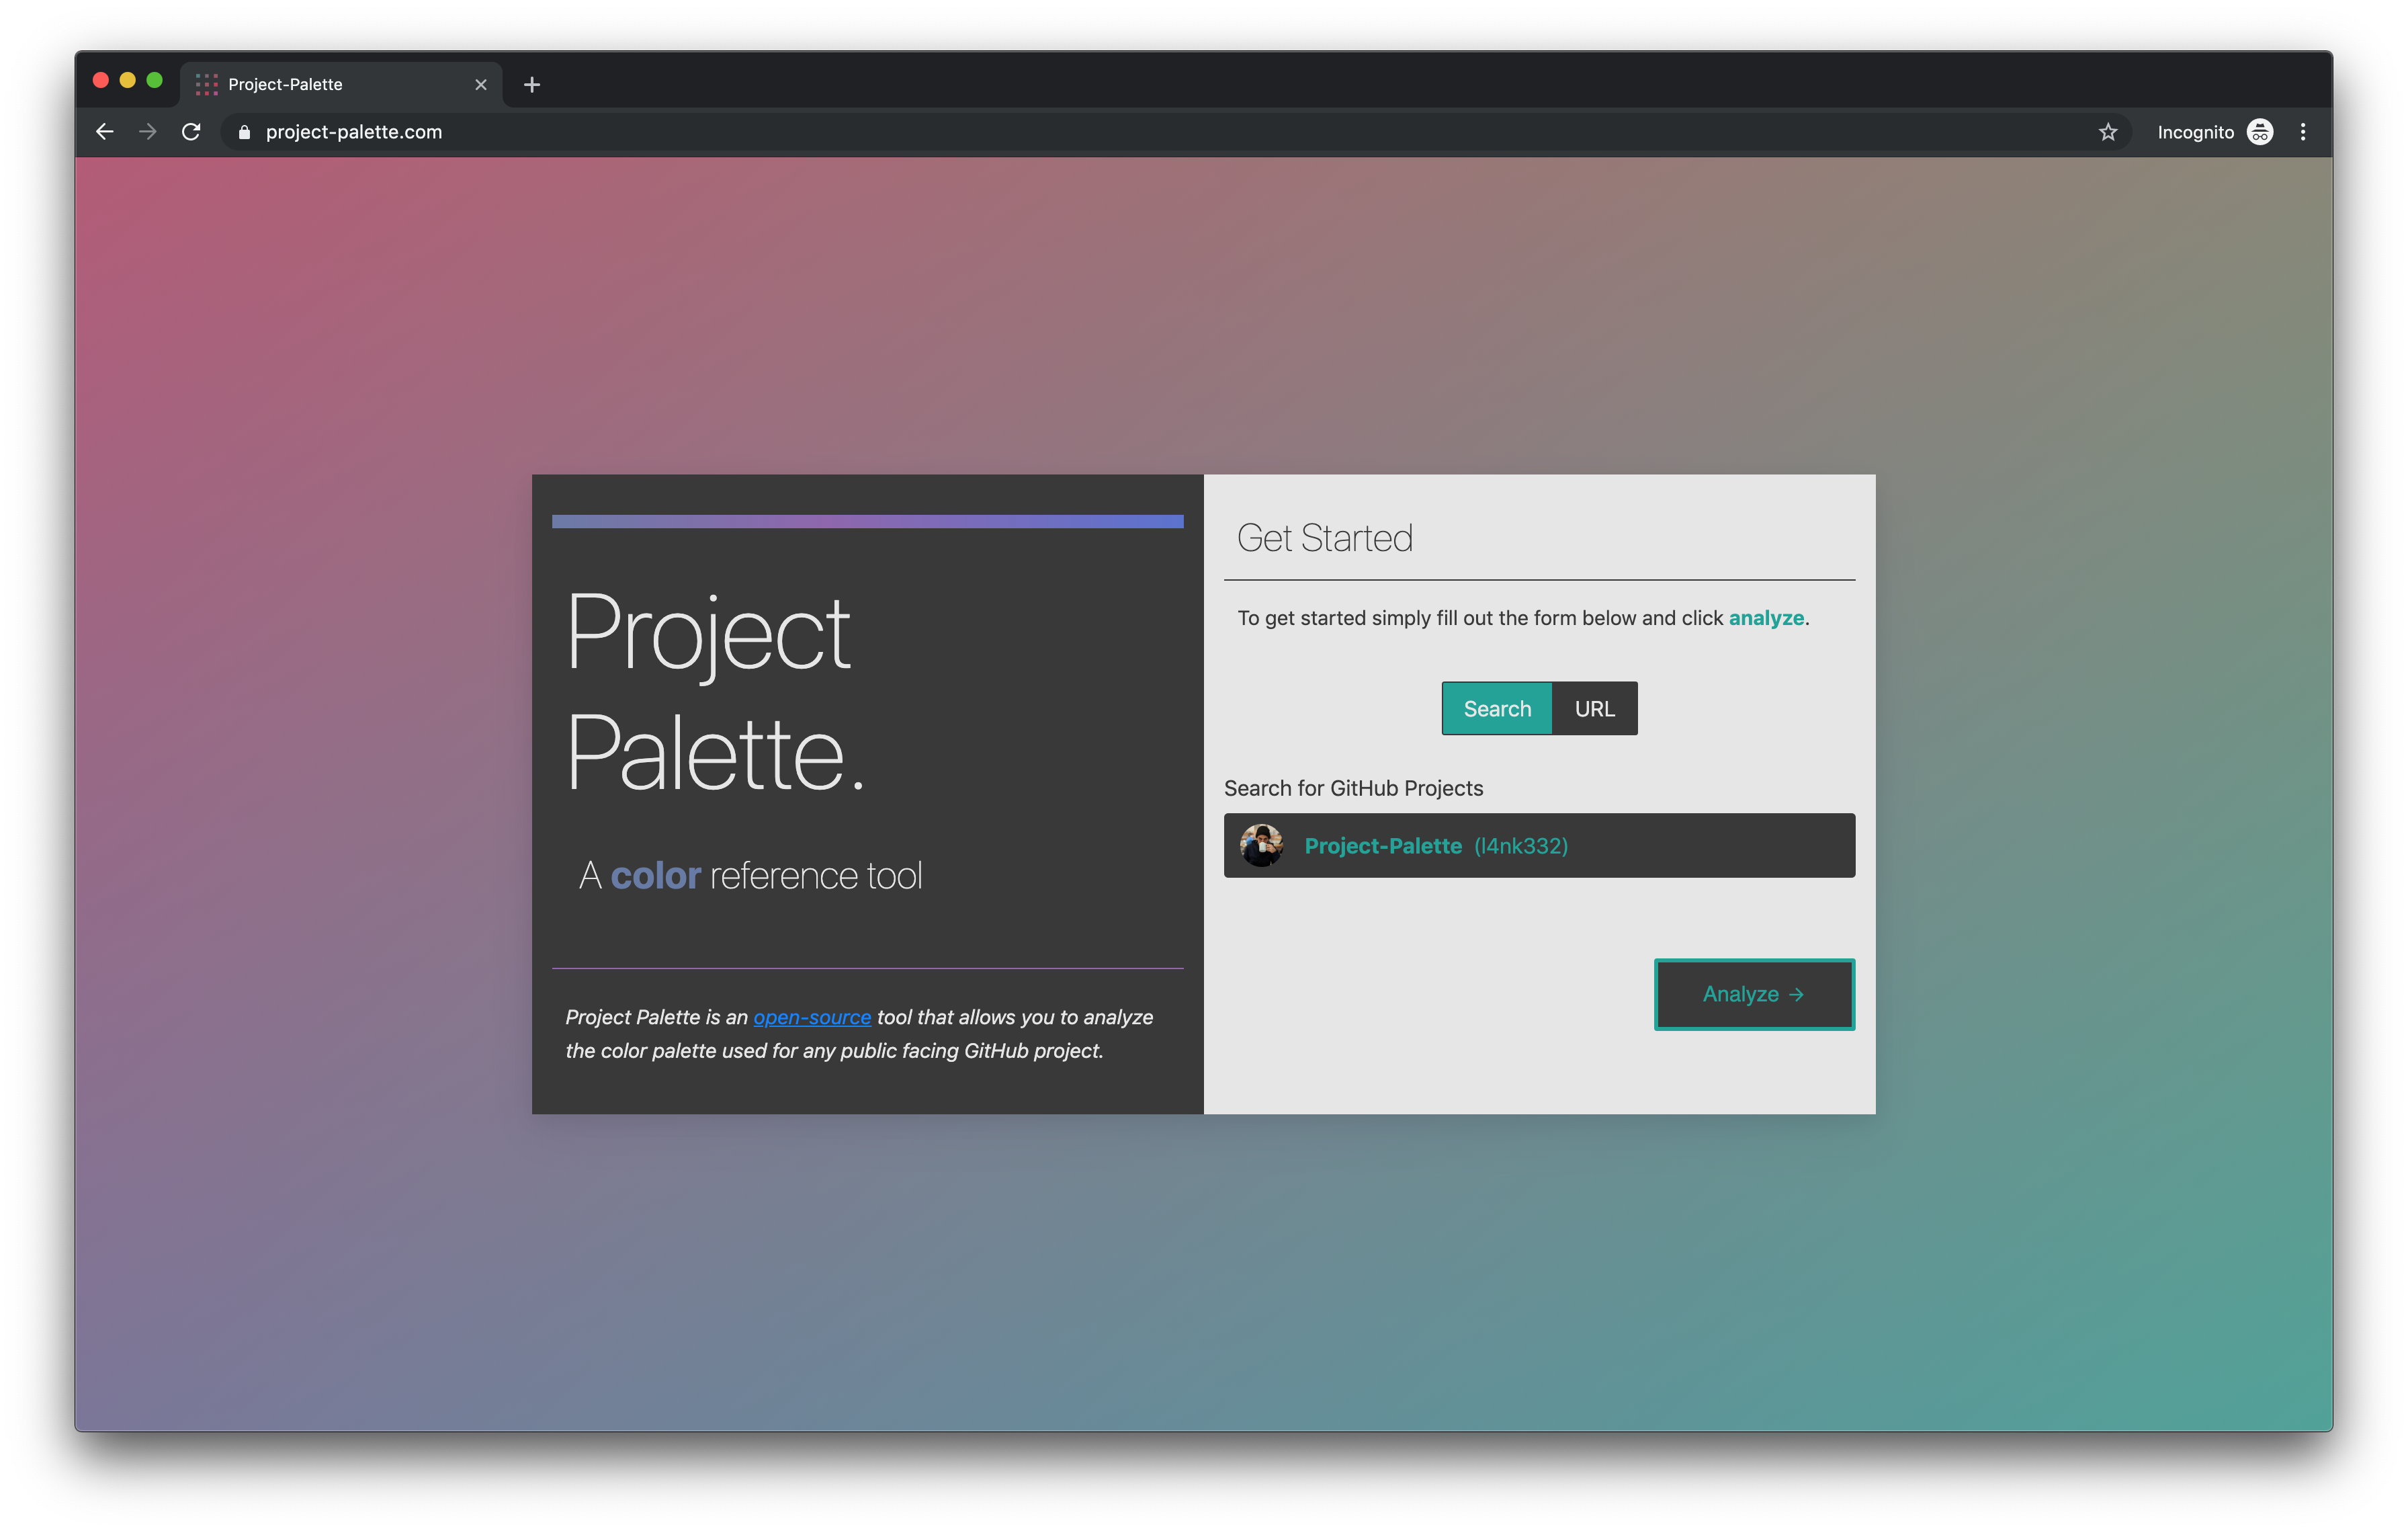 Project-Palette
project-palette.com
Incognito
Project
Palette.
A color reference tool
Project Palette is an open-source tool that allows you to analyze
the color palette used for any public facing GitHub project.
Get Started
To get started simply fill out the form below and click analyze.
Search URL
Search for GitHub Projects
Project-Palette (l4nk332)
Analyze →